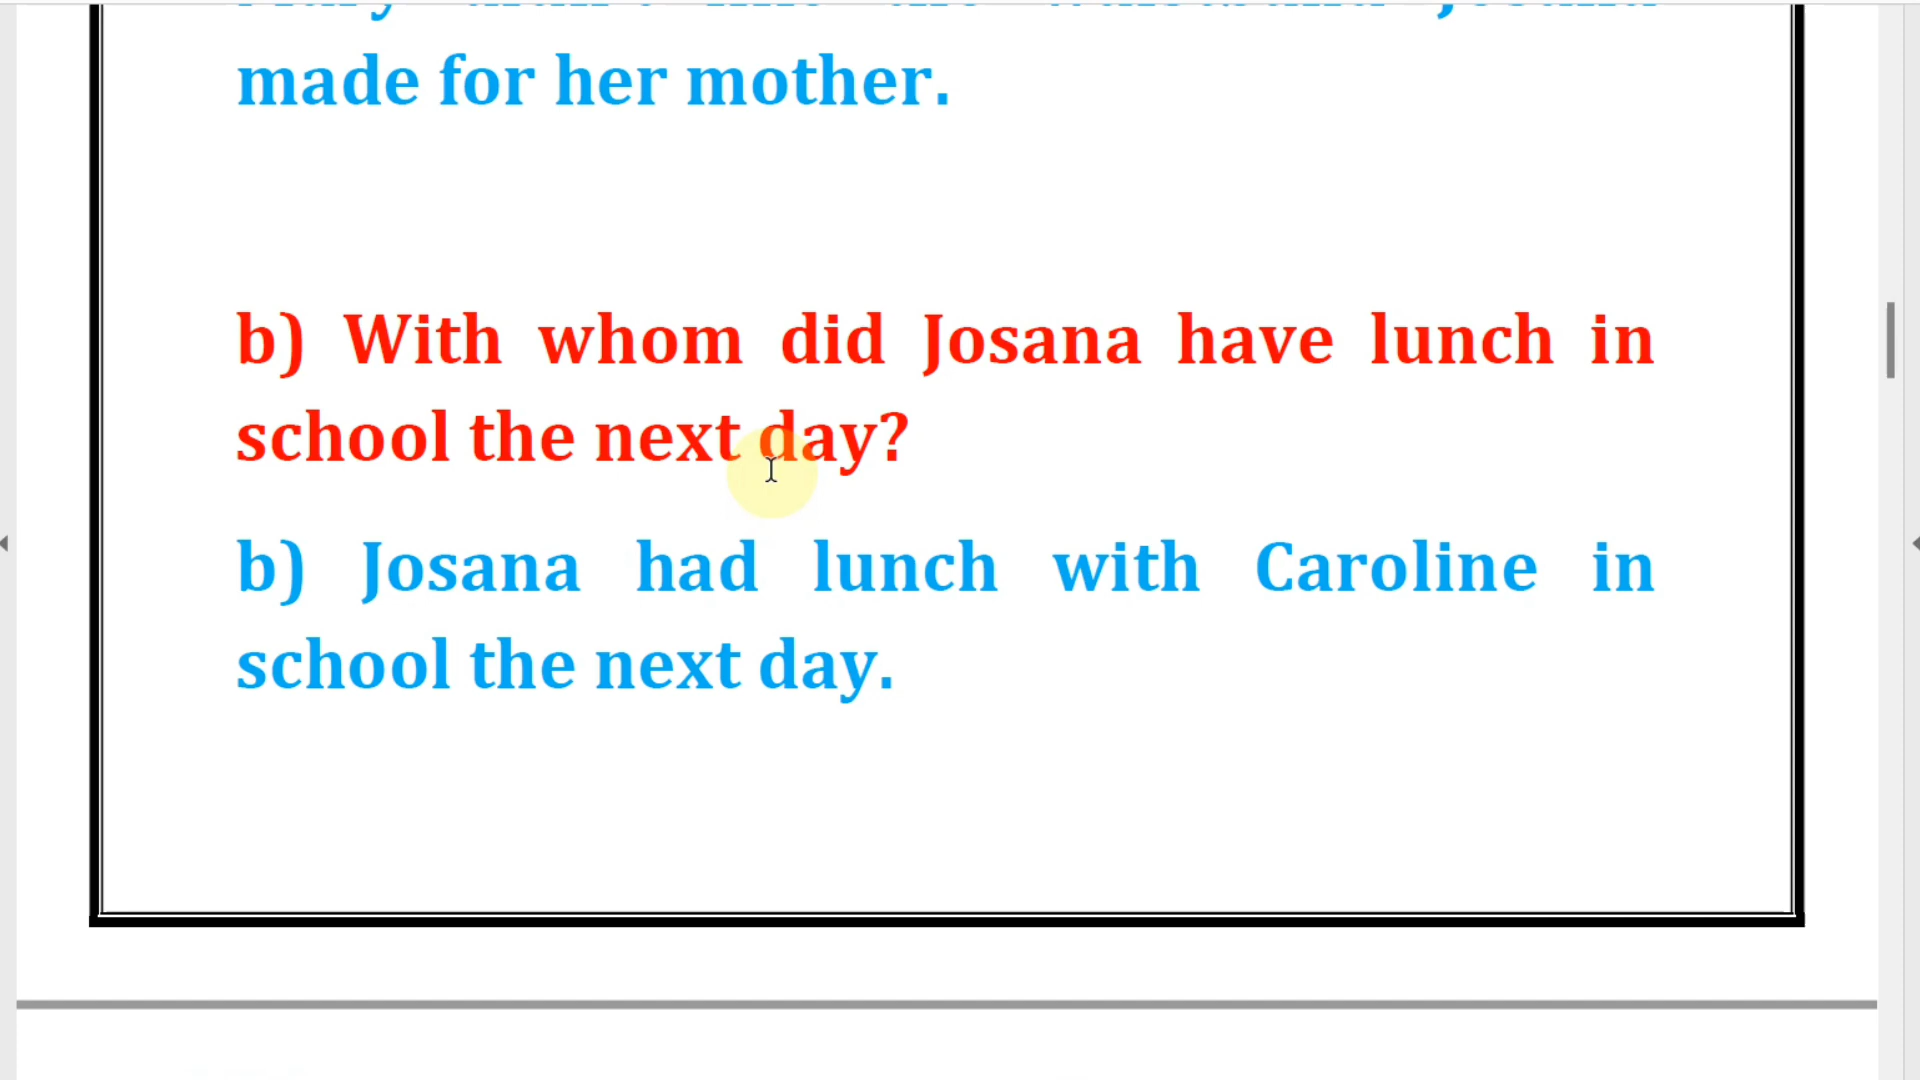 made for her mother.
b) With whom did Josana have lunch in
school the next day?
b) Josana had lunch with Caroline in
school the next day.